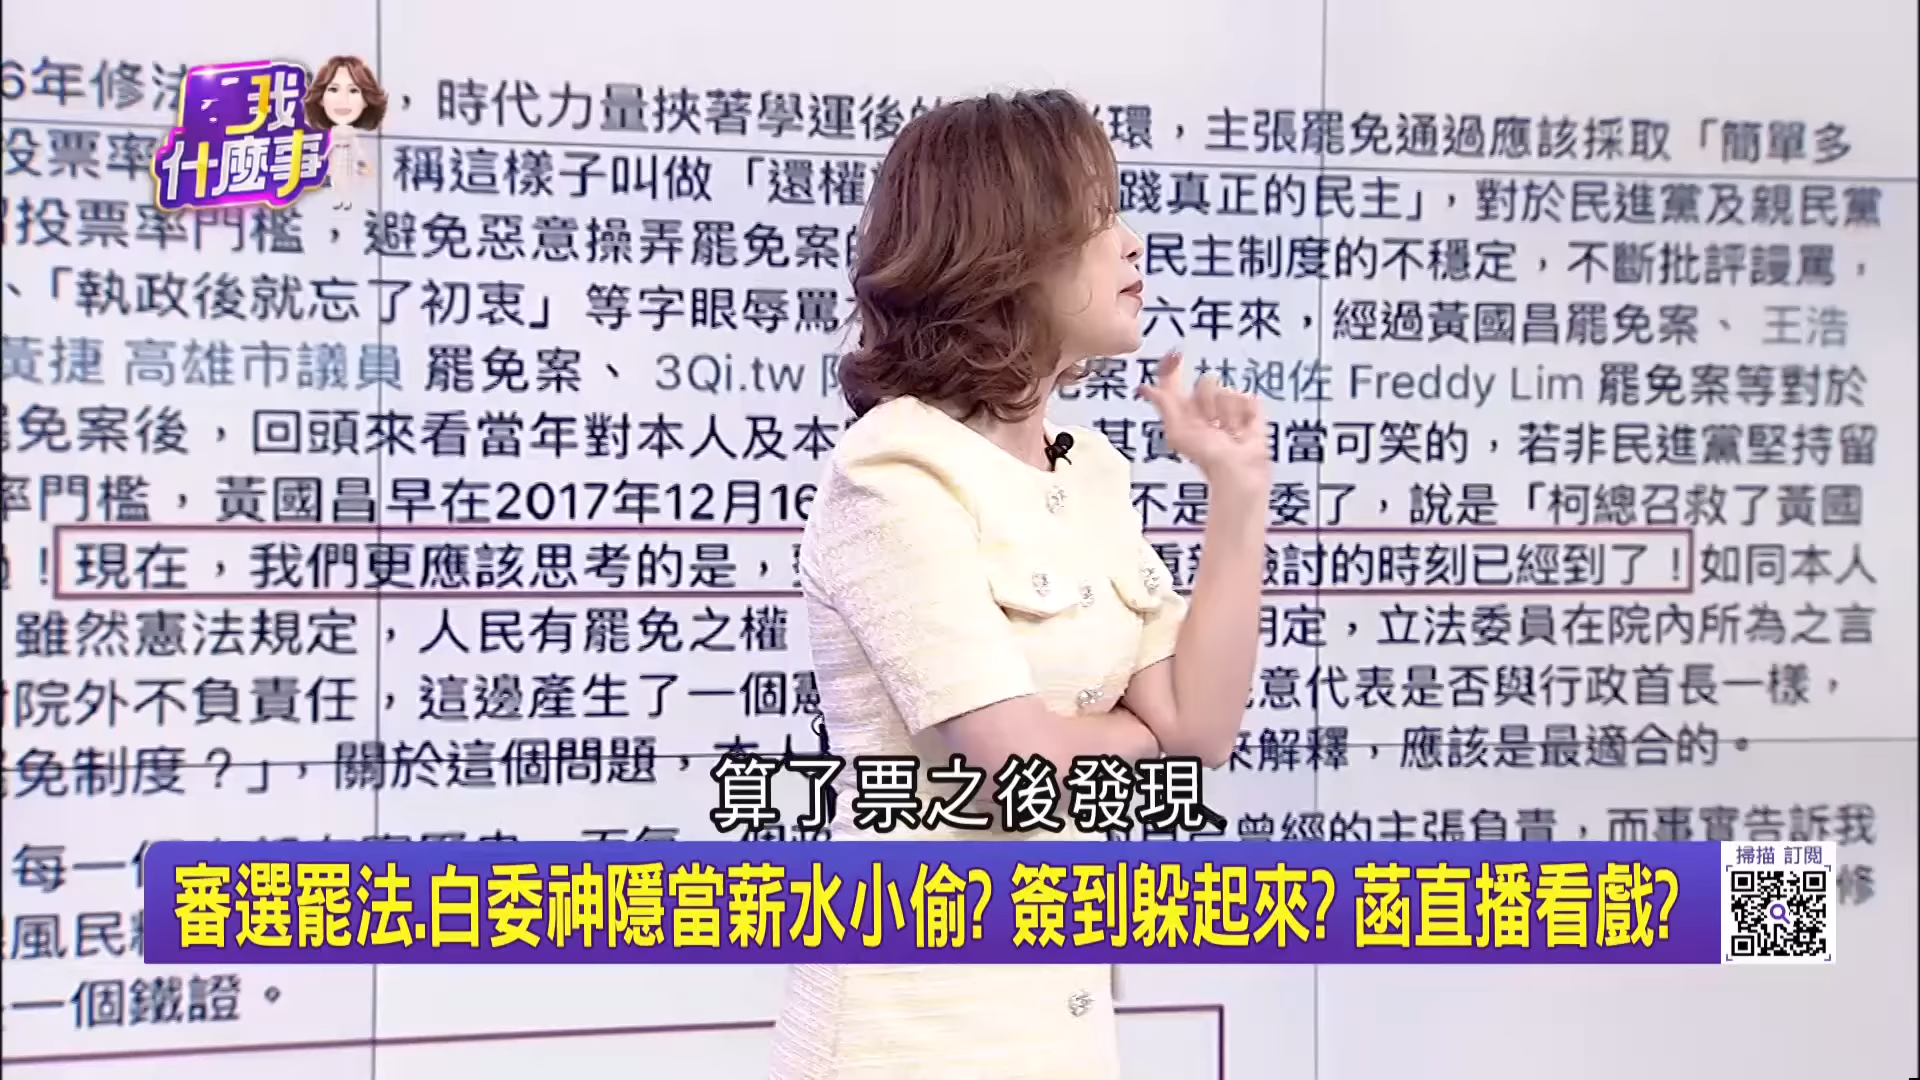 我
什麼事
6年修法
，時代力量挾著學運後的
環，主張罷免通過應該採取「簡單多
投票率
稱這樣子叫做「還權
踐真正的民主」，對於民進黨及親民黨
投票率門檻，避免惡意操弄罷免案的
民主制度的不穩定，不斷批評謾罵，
、「執政後就忘了初衷」等字眼辱罵
六年來，經過黃國昌罷免案、王浩
黃捷 高雄市議員 罷免案、3Qi.tw
林昶佐 Freddy Lim 罷免案等對於
免案後，回頭來看當年對本人及本
其實 相當可笑的，若非民進黨堅持留
率門檻，黃國昌早在2017年12月16
不是 委了，說是「柯總召救了黃國
！現在，我們更應該思考的是，
重新檢討的時刻已經到了！如同本人
雖然憲法規定，人民有罷免之權
明定，立法委員在院內所為之言
對院外不負責任，這邊產生了一個
意代表是否與行政首長一樣，
免制度？」，關於這個問題，本人
來解釋，應該是最適合的。
算了票之後發現
每一
曾經的主張負責，而事實告訴我
掃描 訂閱
審選罷法.白委神隱當薪水小偷? 簽到躲起來? 菡直播看戲?
修
風民
一個鐵證。